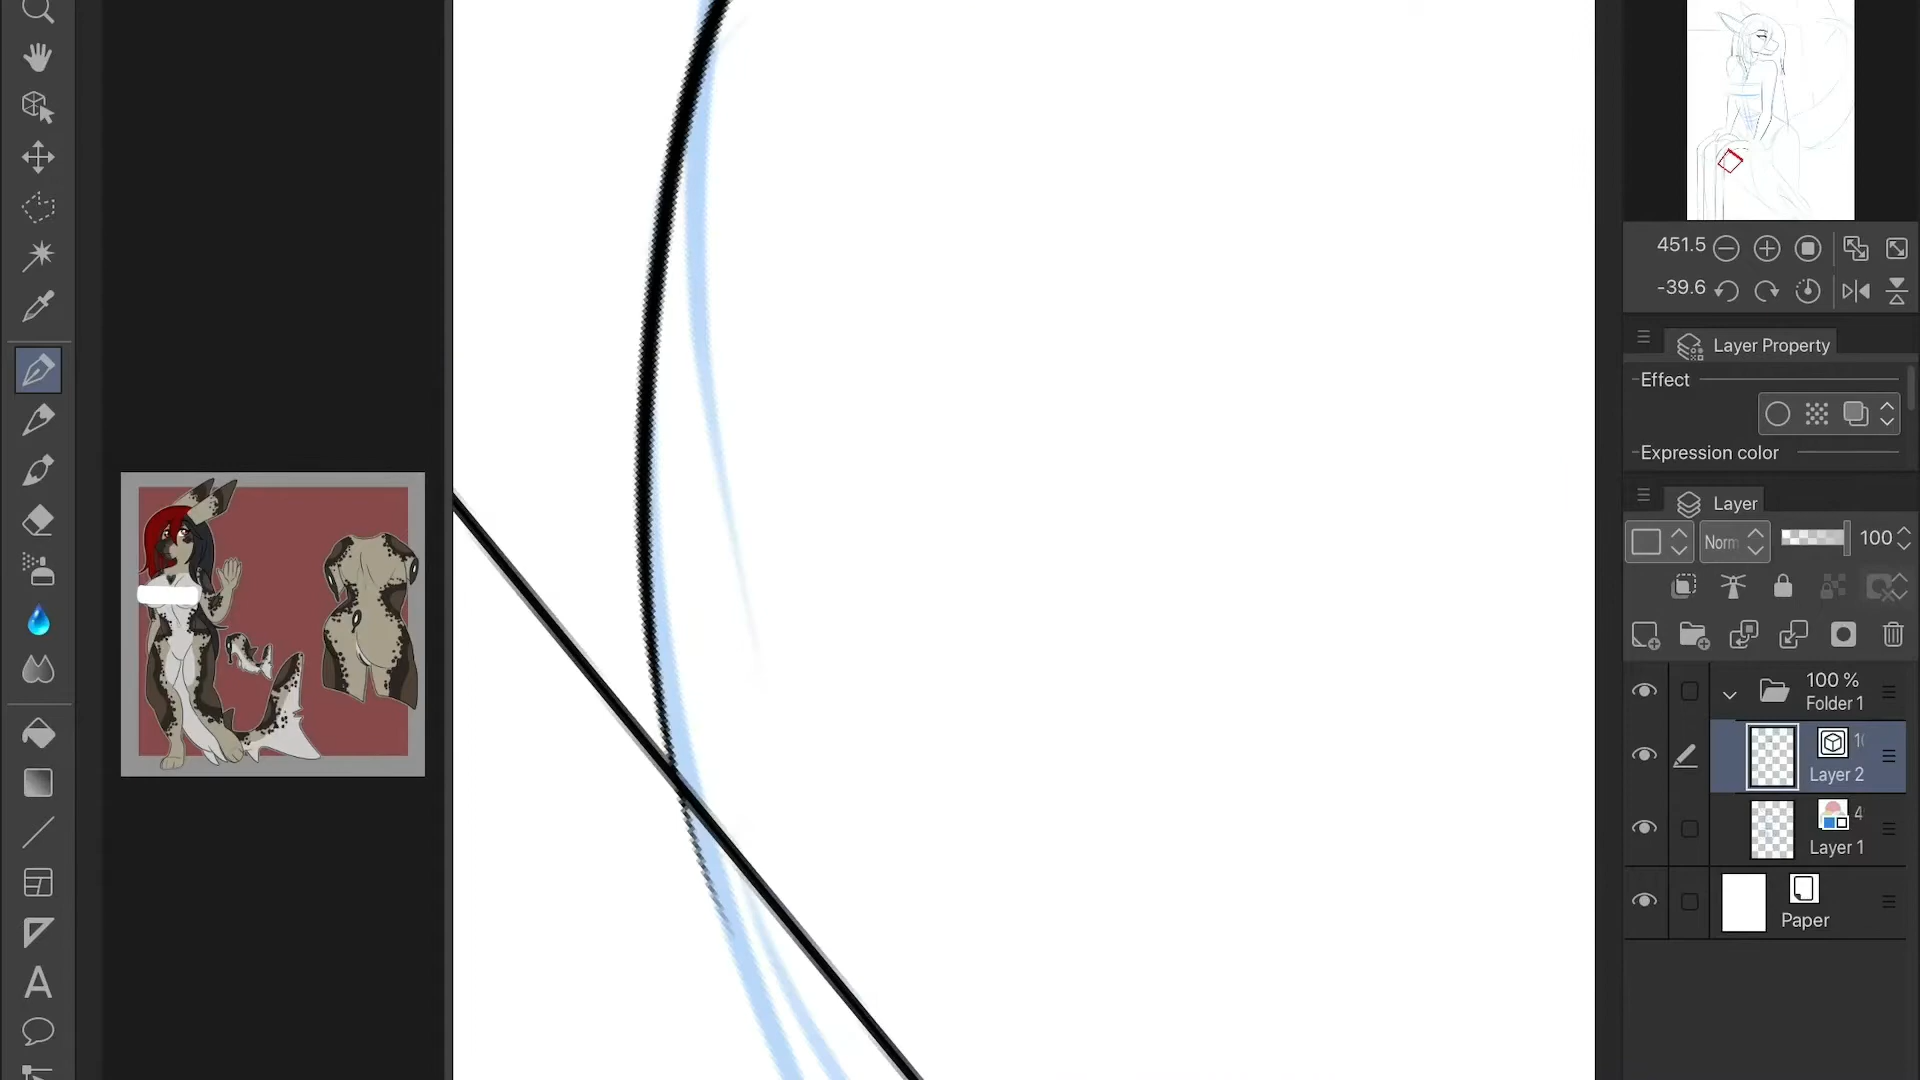 451.5
-39.6
Layer Property
Effect
Expression color
Layer
Norm
100
100 %
Folder 1
Layer 2
4
Layer 1
Paper